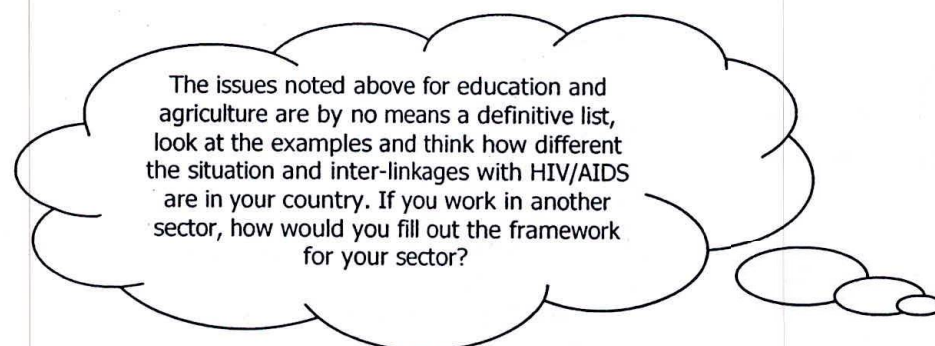 The issues noted above for education and
agriculture are by no means a definitive list,
look at the examples and think how different
the situation and inter-linkages with HIV/AIDS
are in your country. If you work in another
sector, how would you fill out the framework
for your sector?